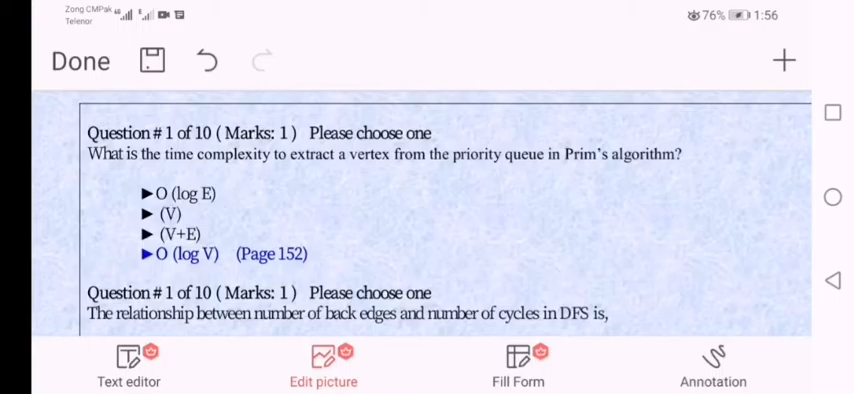 Zong CMPak 4G E
Telenor
76% 1:56
Done
Question # 1 of 10 ( Marks: 1 ) Please choose one
What is the time complexity to extract a vertex from the priority queue in Prim's algorithm?
►O (log E)
► (V)
► (V+E)
►O (log V) (Page 152)
Question # 1 of 10 ( Marks: 1 ) Please choose one
The relationship between number of back edges and number of cycles in DFS is,
Text editor
Edit picture
Fill Form
Annotation